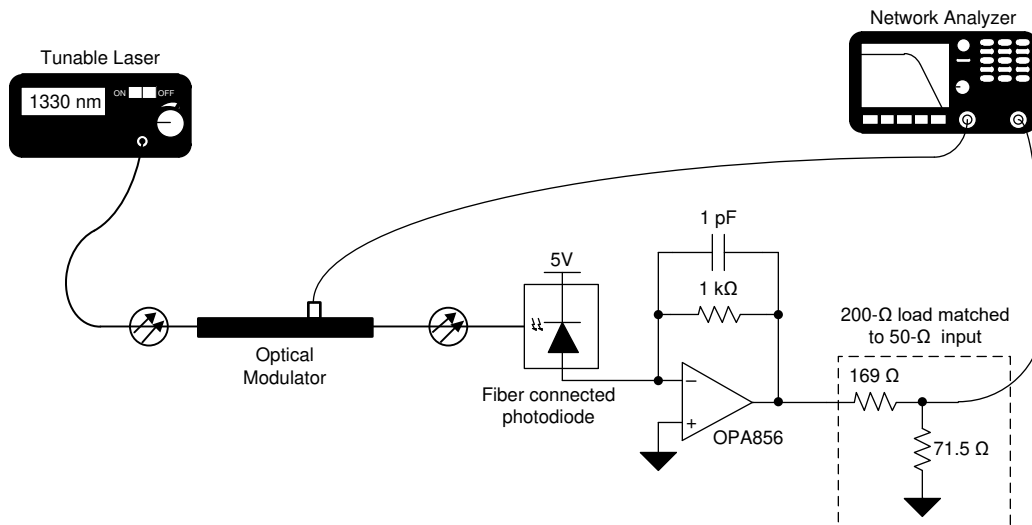 Network Analyzer
Tunable Laser
1330 nm
ON
OFF
1 pF
5V
1 kΩ
200-Ω load matched
to 50-Ω input
169 Ω
Optical
Modulator
Fiber connected
photodiode
−
+
OPA856
71.5 Ω